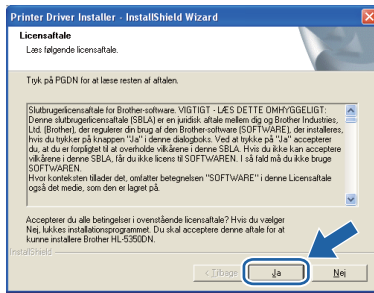 Printer Driver Installer - InstallShield Wizard
Licensaftale
Læs følgende licensaftale.
Tryk på PGDN for at læse resten af aftalen.
Slutbrugerlicensaftale for Brother-software. VIGTIGT - LÆS DETTE OMHYGGELIGT:
Denne slutbrugerlicensaftale (SBLA) er en juridisk aftale mellem dig og Brother Industries,
Ltd. (Brother), der regulerer din brug af den Brother-software (SOFTWARE), der installeres,
hvis du trykker på knappen "Ja" i denne dialogboks. Ved at trykke på "Ja" accepterer
du, at du er forpligtet til at overholde vilkårene i denne SBLA. Hvis du ikke kan acceptere
vilkårene i denne SBLA, får du ikke licens til SOFTWAREN. I så fald må du ikke bruge
SOFTWAREN.
Hvor konteksten tillader det, omfatter betegnelsen "SOFTWARE" i denne Licensaftale
også det medie, som den er lagret på.
Accepterer du alle betingelser i ovenstående licensaftale? Hvis du vælger
Nej, lukkes installationsprogrammet. Du skal acceptere denne aftale for at
kunne installere Brother HL-5350DN.
InstallShield
< Tilbage
Ja
Nej